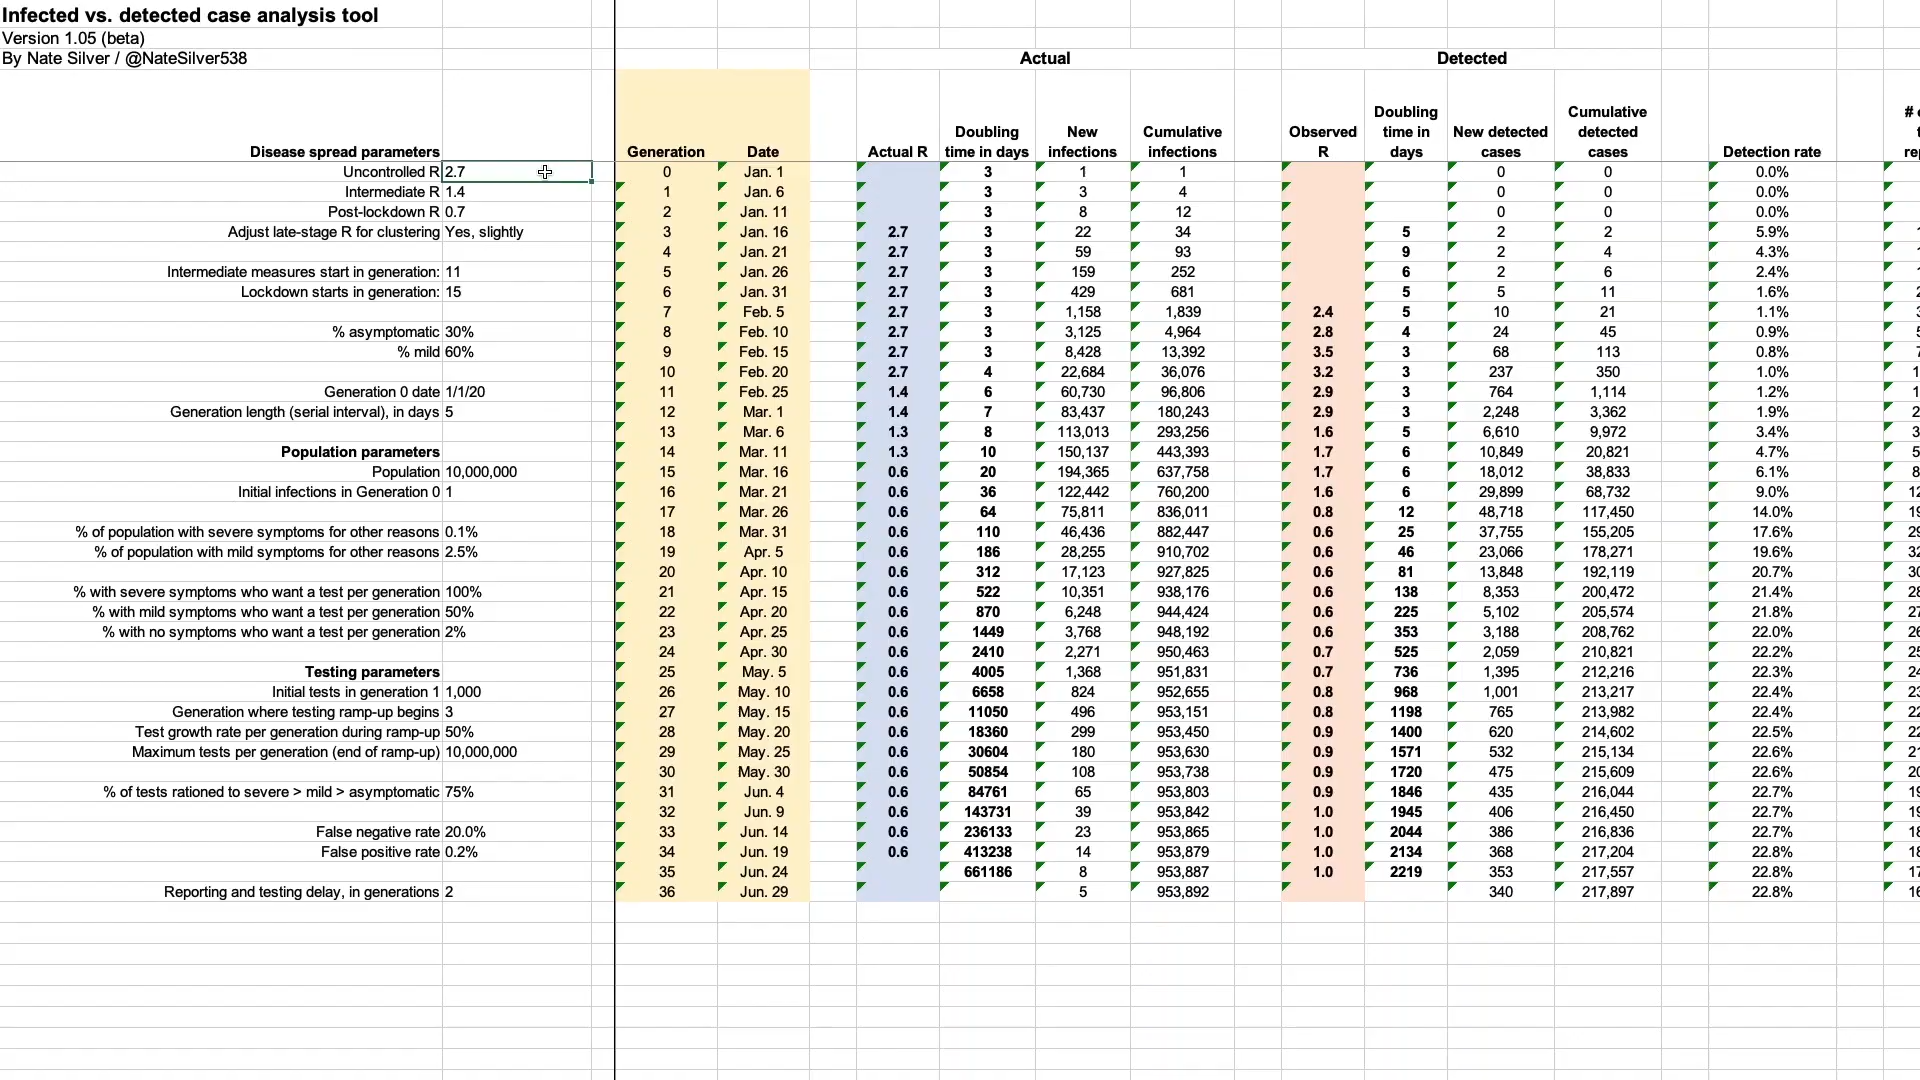 Infected vs. detected case analysis tool
Version 1.05 (beta)
By Nate Silver / @NateSilver538
Actual Detected
Disease spread parameters Generation Date Actual R Doubling time in days New infections Cumulative infections Observed R Doubling time in days New detected cases Cumulative detected cases Detection rate
Uncontrolled R 2.7 0 Jan. 1 3 1 1 0 0 0.0%
Intermediate R 1.4 1 Jan. 6 3 3 4 0 0 0.0%
Post-lockdown R 0.7 2 Jan. 11 3 8 12 0 0 0.0%
Adjust late-stage R for clustering Yes, slightly 3 Jan. 16 2.7 3 22 34 5 2 2 5.9%
4 Jan. 21 2.7 3 59 93 9 2 4 4.3%
Intermediate measures start in generation: 11 5 Jan. 26 2.7 3 159 252 6 2 6 2.4%
Lockdown starts in generation: 15 6 Jan. 31 2.7 3 429 681 5 5 11 1.6%
7 Feb. 5 2.7 3 1,158 1,839 2.4 5 10 21 1.1%
% asymptomatic 30% 8 Feb. 10 2.7 3 3,125 4,964 2.8 4 24 45 0.9%
% mild 60% 9 Feb. 15 2.7 3 8,428 13,392 3.5 3 68 113 0.8%
10 Feb. 20 2.7 4 22,684 36,076 3.2 3 237 350 1.0%
Generation 0 date 1/1/20 11 Feb. 25 1.4 6 60,730 96,806 2.9 3 764 1,114 1.2%
Generation length (serial interval), in days 5 12 Mar. 1 1.4 7 83,437 180,243 2.9 3 2,248 3,362 1.9%
13 Mar. 6 1.3 8 113,013 293,256 1.6 5 6,610 9,972 3.4%
Population parameters 14 Mar. 11 1.3 10 150,137 443,393 1.7 6 10,849 20,821 4.7%
Population 10,000,000 15 Mar. 16 0.6 20 194,365 637,758 1.7 6 18,012 38,833 6.1%
Initial infections in Generation 0 1 16 Mar. 21 0.6 36 122,442 760,200 1.6 6 29,899 68,732 9.0%
17 Mar. 26 0.6 64 75,811 836,011 0.8 12 48,718 117,450 14.0%
% of population with severe symptoms for other reasons 0.1% 18 Mar. 31 0.6 110 46,436 882,447 0.6 25 37,755 155,205 17.6%
% of population with mild symptoms for other reasons 2.5% 19 Apr. 5 0.6 186 28,255 910,702 0.6 46 23,066 178,271 19.6%
20 Apr. 10 0.6 312 17,123 927,825 0.6 81 13,848 192,119 20.7%
% with severe symptoms who want a test per generation 100% 21 Apr. 15 0.6 522 10,351 938,176 0.6 138 8,353 200,472 21.4%
% with mild symptoms who want a test per generation 50% 22 Apr. 20 0.6 870 6,248 944,424 0.6 225 5,102 205,574 21.8%
% with no symptoms who want a test per generation 2% 23 Apr. 25 0.6 1449 3,768 948,192 0.6 353 3,188 208,762 22.0%
24 Apr. 30 0.6 2410 2,271 950,463 0.7 525 2,059 210,821 22.2%
Testing parameters 25 May. 5 0.6 4005 1,368 951,831 0.7 736 1,395 212,216 22.3%
Initial tests in generation 1 1,000 26 May. 10 0.6 6658 824 952,655 0.8 968 1,001 213,217 22.4%
Generation where testing ramp-up begins 3 27 May. 15 0.6 11050 496 953,151 0.8 1198 765 213,982 22.4%
Test growth rate per generation during ramp-up 50% 28 May. 20 0.6 18360 299 953,450 0.9 1400 620 214,602 22.5%
Maximum tests per generation (end of ramp-up) 10,000,000 29 May. 25 0.6 30604 180 953,630 0.9 1571 532 215,134 22.6%
30 May. 30 0.6 50854 108 953,738 0.9 1720 475 215,609 22.6%
% of tests rationed to severe > mild > asymptomatic 75% 31 Jun. 4 0.6 84761 65 953,803 0.9 1846 435 216,044 22.7%
32 Jun. 9 0.6 143731 39 953,842 1.0 1945 406 216,450 22.7%
False negative rate 20.0% 33 Jun. 14 0.6 236133 23 953,865 1.0 2044 386 216,836 22.7%
False positive rate 0.2% 34 Jun. 19 0.6 413238 14 953,879 1.0 2134 368 217,204 22.8%
35 Jun. 24 661186 8 953,887 1.0 2219 353 217,557 22.8%
Reporting and testing delay, in generations 2 36 Jun. 29 5 953,892 340 217,897 22.8%